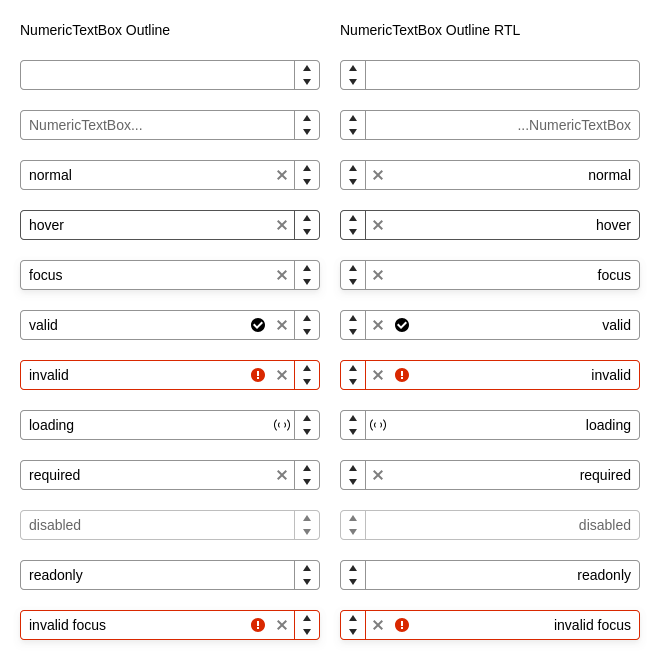 NumericTextBox Outline
NumericTextBox Outline RTL
NumericTextBox...
...NumericTextBox
normal
normal
hover
hover
focus
focus
valid
valid
invalid
invalid
loading
loading
required
required
disabled
disabled
readonly
readonly
invalid focus
invalid focus